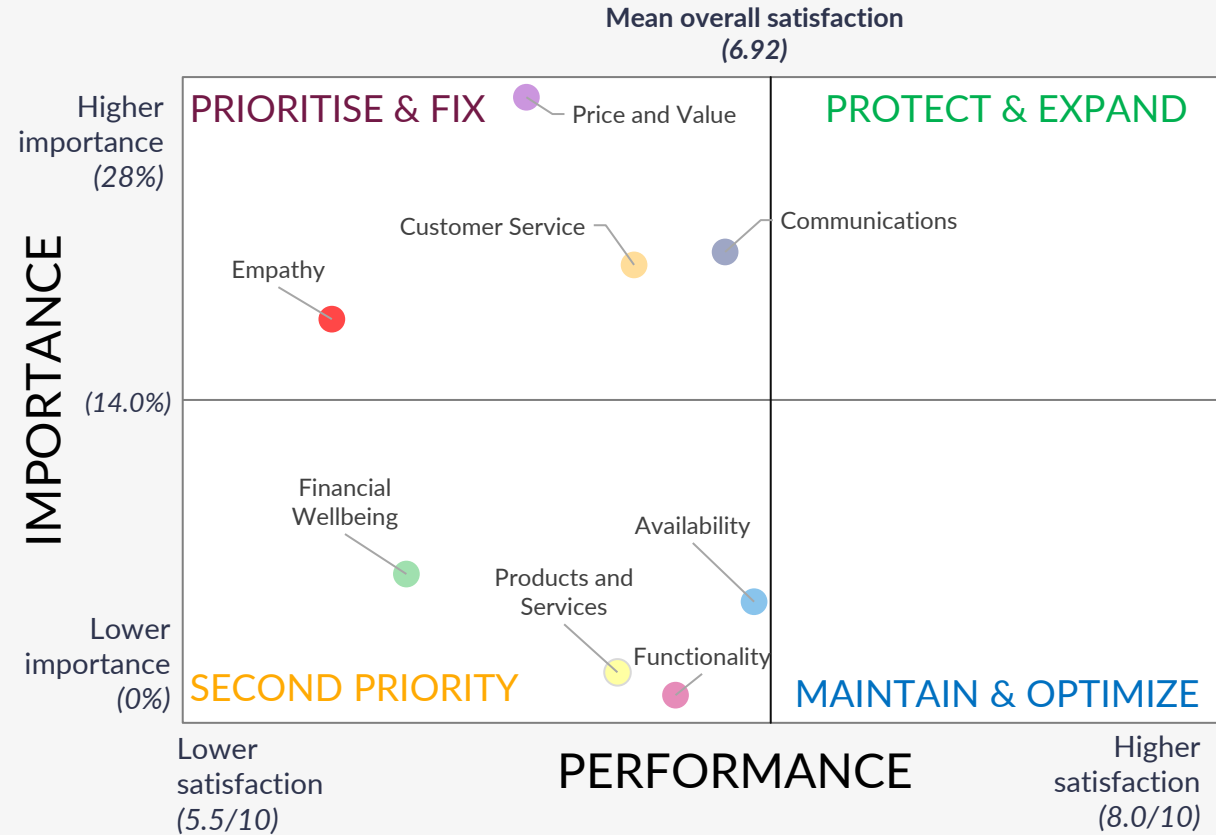 Mean overall satisfaction
(6.92)
Higher
importance
(28%)
PRIORITISE & FIX
Price and Value
PROTECT & EXPAND
Customer Service
Communications
Empathy
IMPORTANCE
(14.0%)
Financial
Wellbeing
Availability
Products and
Services
Functionality
Lower
importance
(0%)
SECOND PRIORITY
MAINTAIN & OPTIMIZE
Lower
satisfaction
(5.5/10)
PERFORMANCE
Higher
satisfaction
(8.0/10)